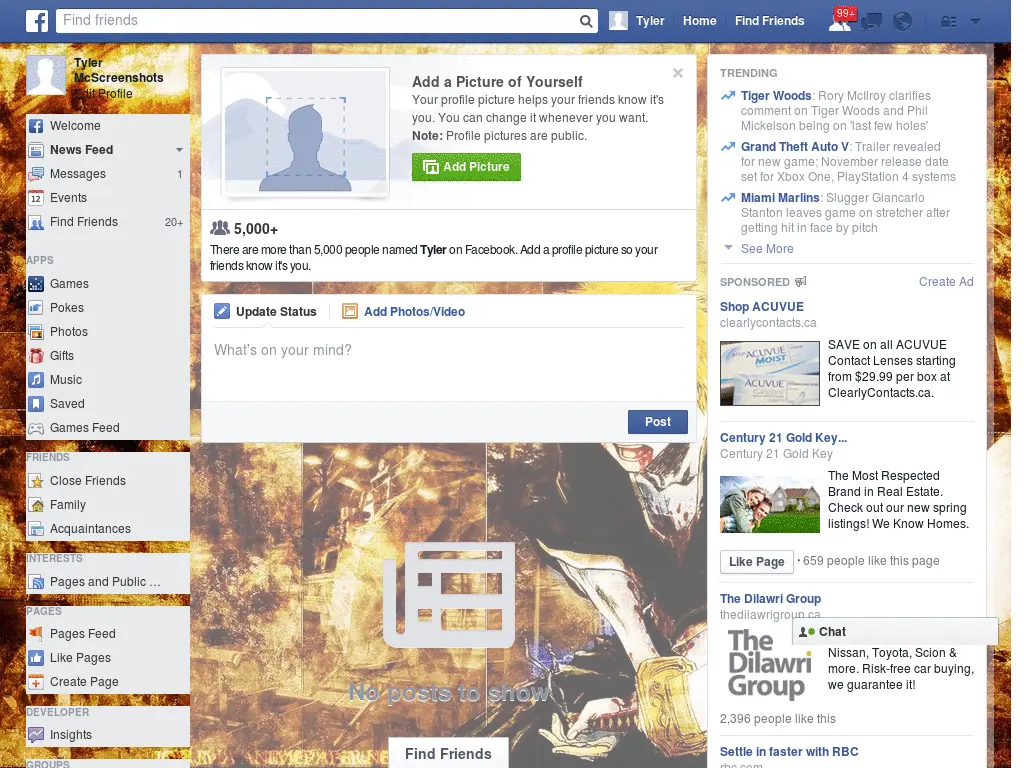 Find friends
Tyler
Home
Find Friends
99+
Tyler
McScreenshots
Edit Profile
Welcome
News Feed
Messages 1
12 Events
Find Friends 20+
APPS
Games
Pokes
Photos
Gifts
Music
Saved
Games Feed
FRIENDS
Close Friends
Family
Acquaintances
INTERESTS
Pages and Public ...
PAGES
Pages Feed
Like Pages
Create Page
DEVELOPER
Insights
GROUPS
Add a Picture of Yourself
Your profile picture helps your friends know it's
you. You can change it whenever you want.
Note: Profile pictures are public.
Add Picture
5,000+
There are more than 5,000 people named Tyler on Facebook. Add a profile picture so your
friends know it's you.
Update Status
Add Photos/Video
What's on your mind?
Post
No posts to show
Find Friends
TRENDING
Tiger Woods: Rory McIlroy clarifies
comment on Tiger Woods and Phil
Mickelson being on 'last few holes'
Grand Theft Auto V: Trailer revealed
for new game; November release date
set for Xbox One, PlayStation 4 systems
Miami Marlins: Slugger Giancarlo
Stanton leaves game on stretcher after
getting hit in face by pitch
See More
SPONSORED
Create Ad
Shop ACUVUE
clearlycontacts.ca
ACUVUE
MOIST
ACUVUE
SAVE on all ACUVUE
Contact Lenses starting
from $29.99 per box at
ClearlyContacts.ca.
Century 21 Gold Key...
Century 21 Gold Key
The Most Respected
Brand in Real Estate.
Check out our new spring
listings! We Know Homes.
Like Page · 659 people like this page
The Dilawri Group
thedilawrigroup.ca
Chat
The
Dilawri
Group
Nissan, Toyota, Scion &
more. Risk-free car buying,
we guarantee it!
2,396 people like this
Settle in faster with RBC
rbc.com